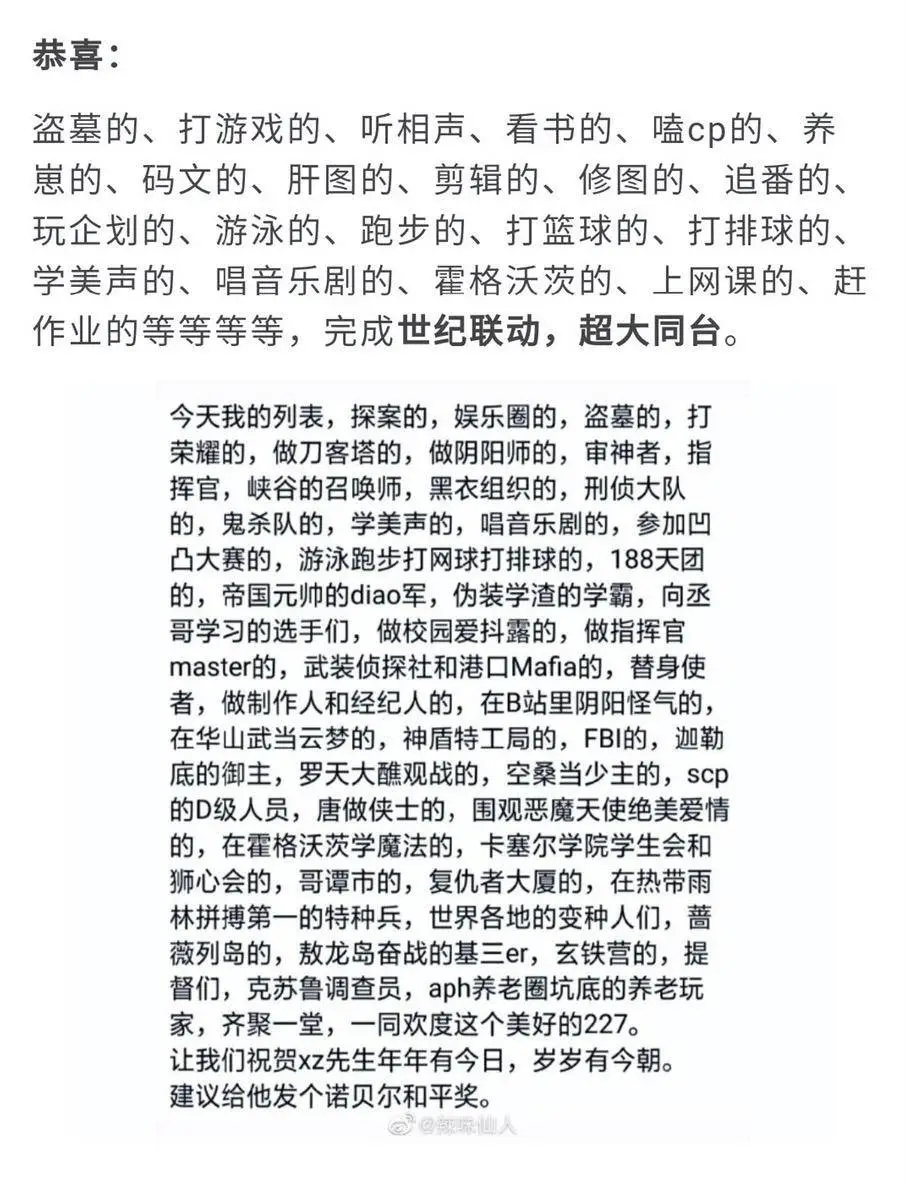 恭喜：
盗墓的、打游戏的、听相声、看书的、嗑cp的、养
崽的、码文的、肝图的、剪辑的、修图的、追番的、
玩企划的、游泳的、跑步的、打篮球的、打排球的、
学美声的、唱音乐剧的、霍格沃茨的、上网课的、赶
作业的等等等等，完成世纪联动，超大同台。
今天我的列表，探案的，娱乐圈的，盗墓的，打
荣耀的，做刀客塔的，做阴阳师的，审神者，指
挥官，峡谷的召唤师，黑衣组织的，刑侦大队
的，鬼杀队的，学美声的，唱音乐剧的，参加凹
凸大赛的，游泳跑步打网球打排球的，188天团
的，帝国元帅的diao军，伪装学渣的学霸，向丞
哥学习的选手们，做校园爱抖露的，做指挥官
master的，武装侦探社和港口Mafia的，替身使
者，做制作人和经纪人的，在B站里阴阳怪气的，
在华山武当云梦的，神盾特工局的，FBI的，迦勒
底的御主，罗天大醮观战的，空桑当少主的，scp
的D级人员，唐做侠士的，围观恶魔天使绝美爱情
的，在霍格沃茨学魔法的，卡塞尔学院学生会和
狮心会的，哥谭市的，复仇者大厦的，在热带雨
林拼搏第一的特种兵，世界各地的变种人们，蔷
薇列岛的，敖龙岛奋战的基三er，玄铁营的，提
督们，克苏鲁调查员，aph养老圈坑底的养老玩
家，齐聚一堂，一同欢度这个美好的227。
让我们祝贺xz先生年年有今日，岁岁有今朝。
建议给他发个诺贝尔和平奖。
@辣味仙人